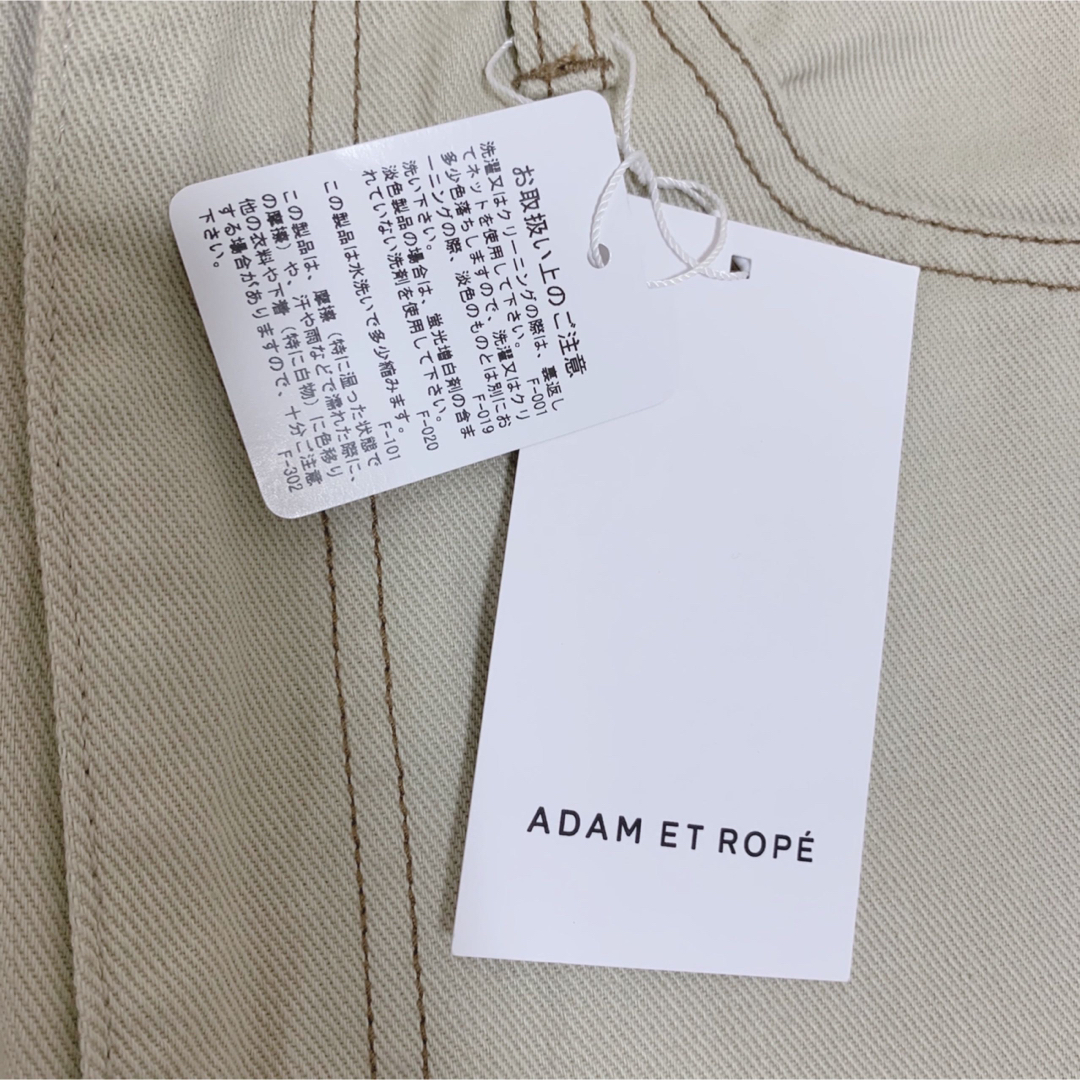 お取扱い上のご注意
洗濯又はクリーニングの際は、裏返し
てネットを使用して下さい。 F-001
多少色落ちしますので、洗濯又はクリ
ーニングの際、淡色のものとは別にお
洗い下さい。 F-019
淡色製品の場合は、蛍光増白剤の含ま
れていない洗剤を使用して下さい。
F-020
この製品は水洗いで多少縮みます。
F-101
この製品は、摩擦（特に湿った状態で
の摩擦）や、汗や雨などで濡れた際に、
他の衣料や下着（特に白物）に色移り
する場合がありますので、十分ご注意
下さい。 F-302
ADAM ET ROPÉ